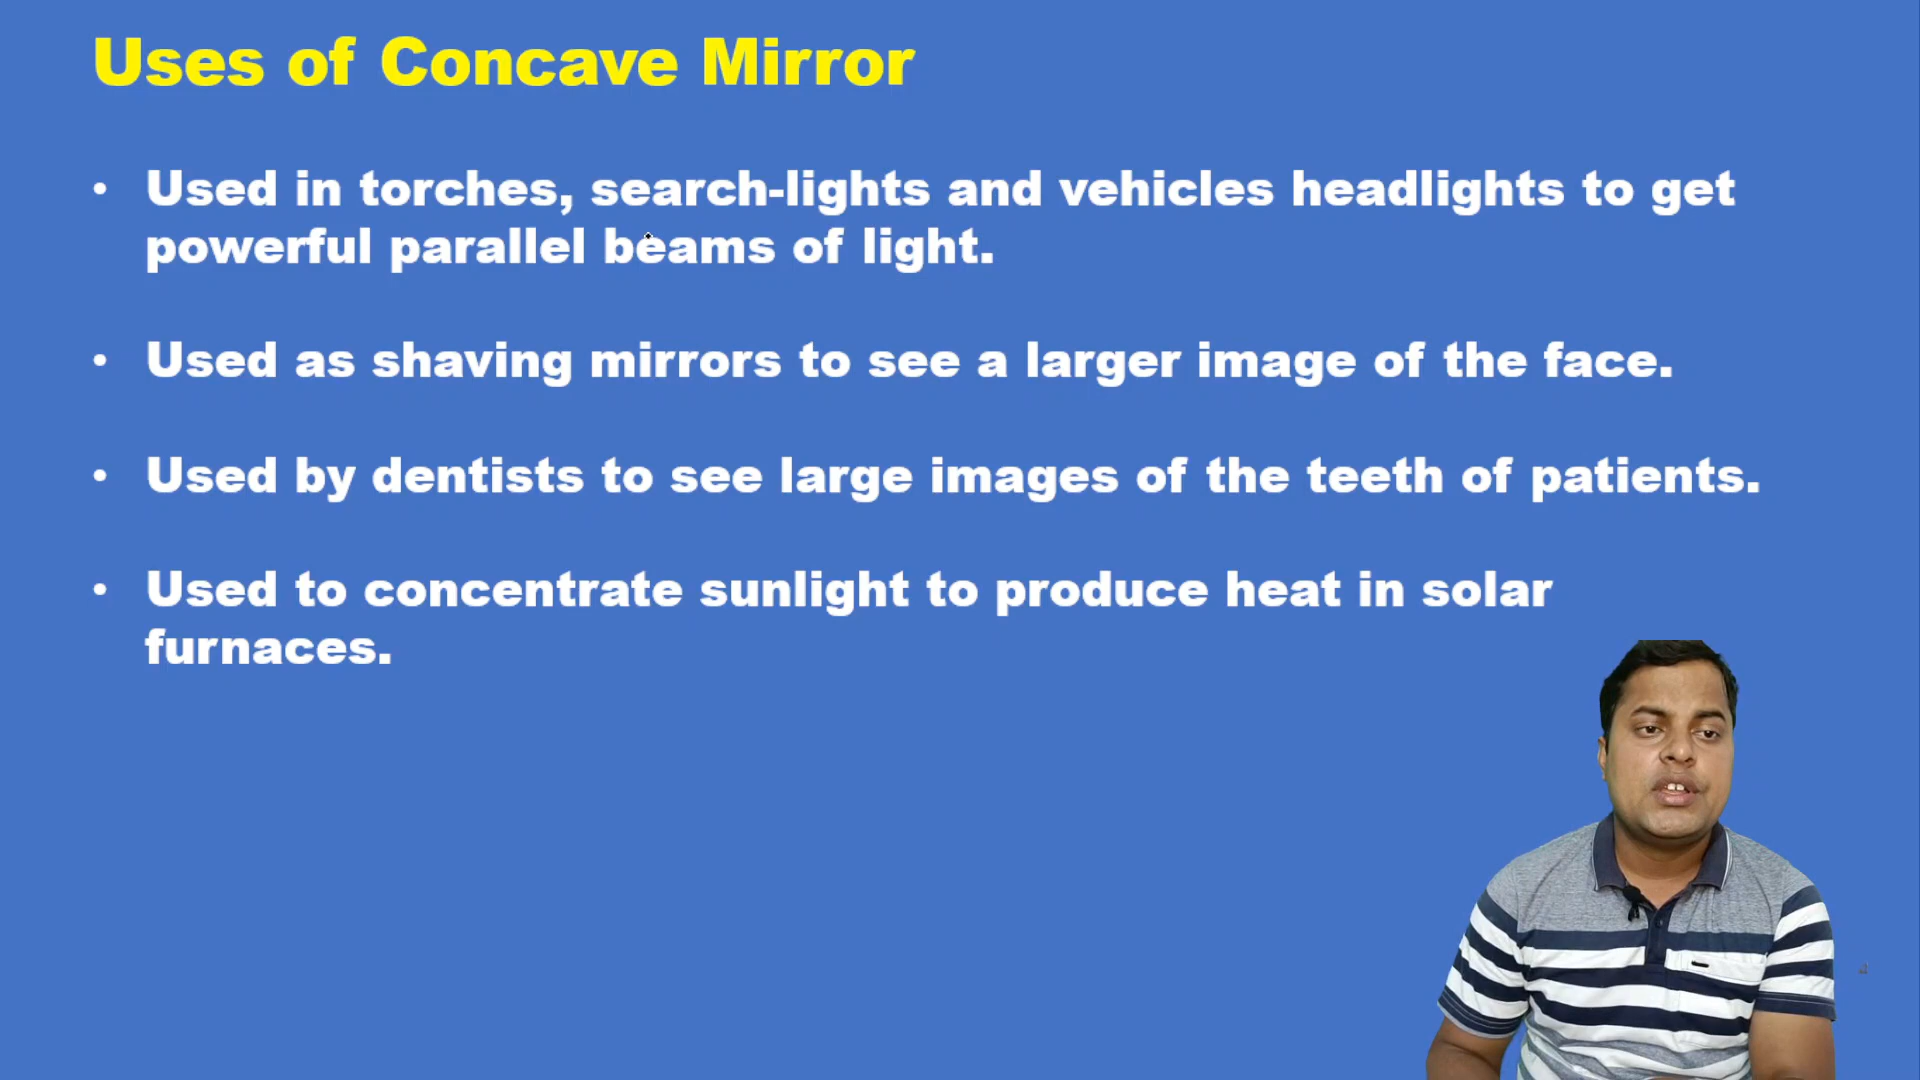 Uses of Concave Mirror
• Used in torches, search-lights and vehicles headlights to get
powerful parallel beams of light.
• Used as shaving mirrors to see a larger image of the face.
• Used by dentists to see large images of the teeth of patients.
• Used to concentrate sunlight to produce heat in solar
furnaces.